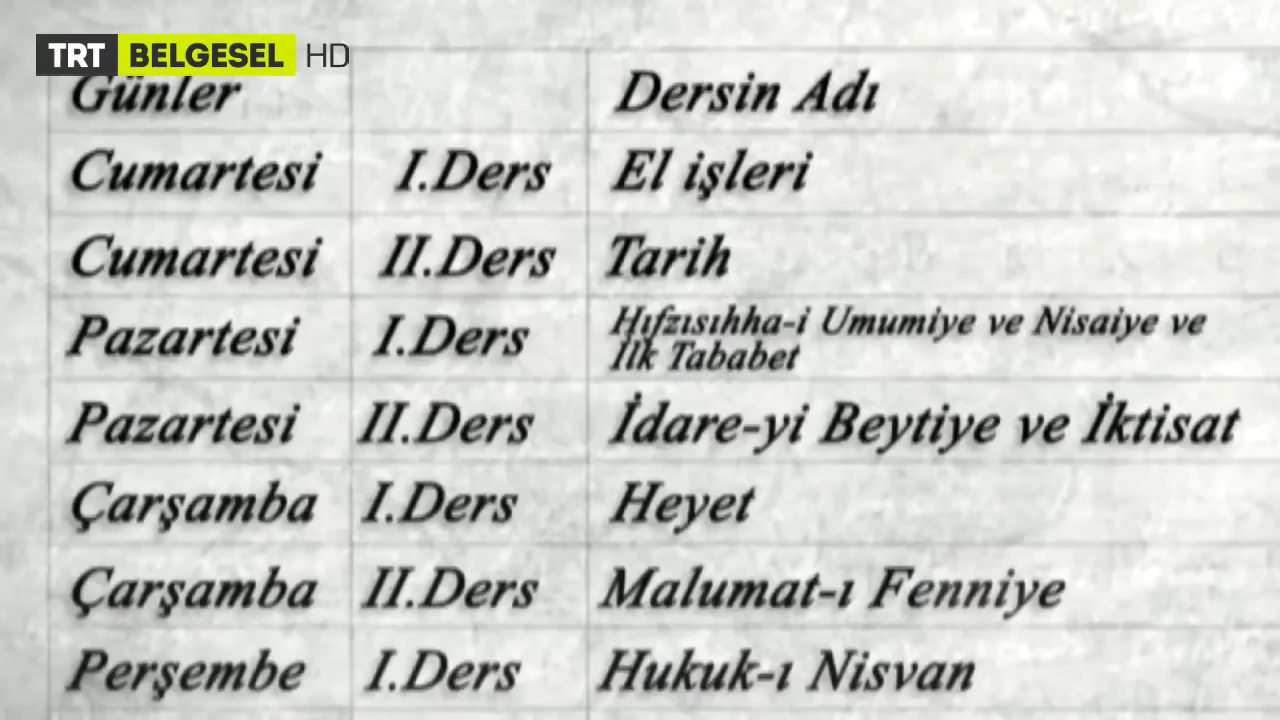 TRT BELGESEL HD
Günler Dersin Adı
Cumartesi I.Ders El işleri
Cumartesi II.Ders Tarih
Pazartesi I.Ders Hıfzısıhha-i Umumiye ve Nisaiye ve
İlk Tababet
Pazartesi II.Ders İdare-yi Beytiye ve İktisat
Çarşamba I.Ders Heyet
Çarşamba II.Ders Malumat-ı Fenniye
Perşembe I.Ders Hukuk-ı Nisvan